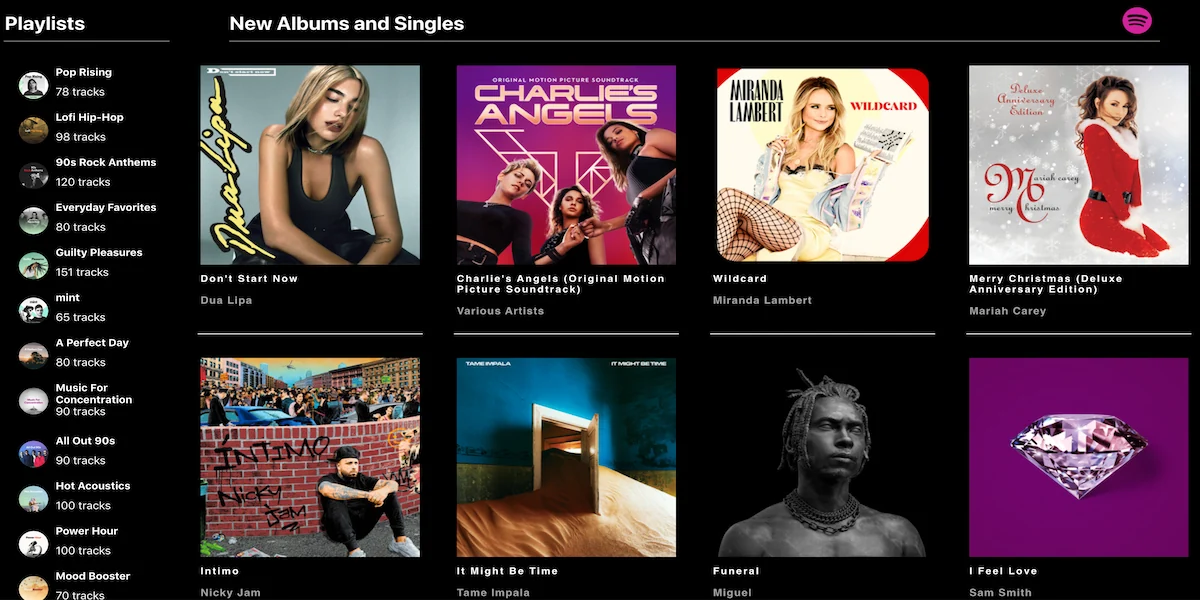 Playlists
New Albums and Singles
Pop Rising
78 tracks
Lofi Hip-Hop
98 tracks
90s Rock Anthems
120 tracks
Everyday Favorites
80 tracks
Guilty Pleasures
151 tracks
mint
65 tracks
A Perfect Day
80 tracks
Music For
Concentration
90 tracks
All Out 90s
90 tracks
Hot Acoustics
100 tracks
Power Hour
100 tracks
Mood Booster
70 tracks
Don't start now
Dua Lipa
Don't Start Now
Dua Lipa
ORIGINAL MOTION PICTURE SOUNDTRACK
CHARLIE'S
ANGELS
Charlie's Angels (Original Motion
Picture Soundtrack)
Various Artists
MIRANDA
LAMBERT
WILDCARD
Wildcard
Miranda Lambert
Deluxe
Anniversary
Edition
Mariah carey
merry Christmas
Merry Christmas (Deluxe
Anniversary Edition)
Mariah Carey
ÍNTIMO
Nicky
Jam
Intimo
Nicky Jam
TAME IMPALA
IT MIGHT BE TIME
It Might Be Time
Tame Impala
Funeral
Miguel
I Feel Love
Sam Smith